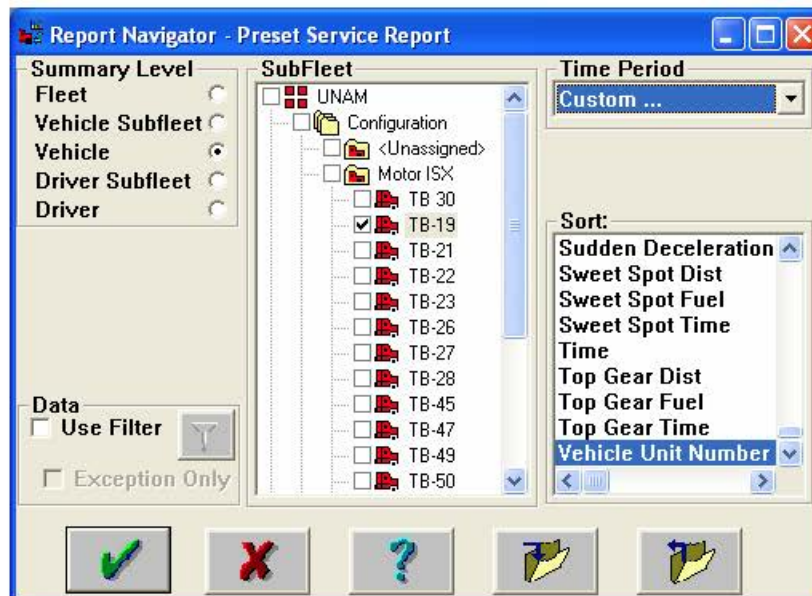 Report Navigator - Preset Service Report
Summary Level
Fleet
Vehicle Subfleet
Vehicle
Driver Subfleet
Driver
SubFleet
UNAM
Configuration
<Unassigned>
Motor ISX
TB 30
TB-19
TB-21
TB-22
TB-23
TB-26
TB-27
TB-28
TB-45
TB-47
TB-49
TB-50
Time Period
Custom ...
Sort:
Sudden Deceleration
Sweet Spot Dist
Sweet Spot Fuel
Sweet Spot Time
Time
Top Gear Dist
Top Gear Fuel
Top Gear Time
Vehicle Unit Number
Data
Use Filter
Exception Only
?